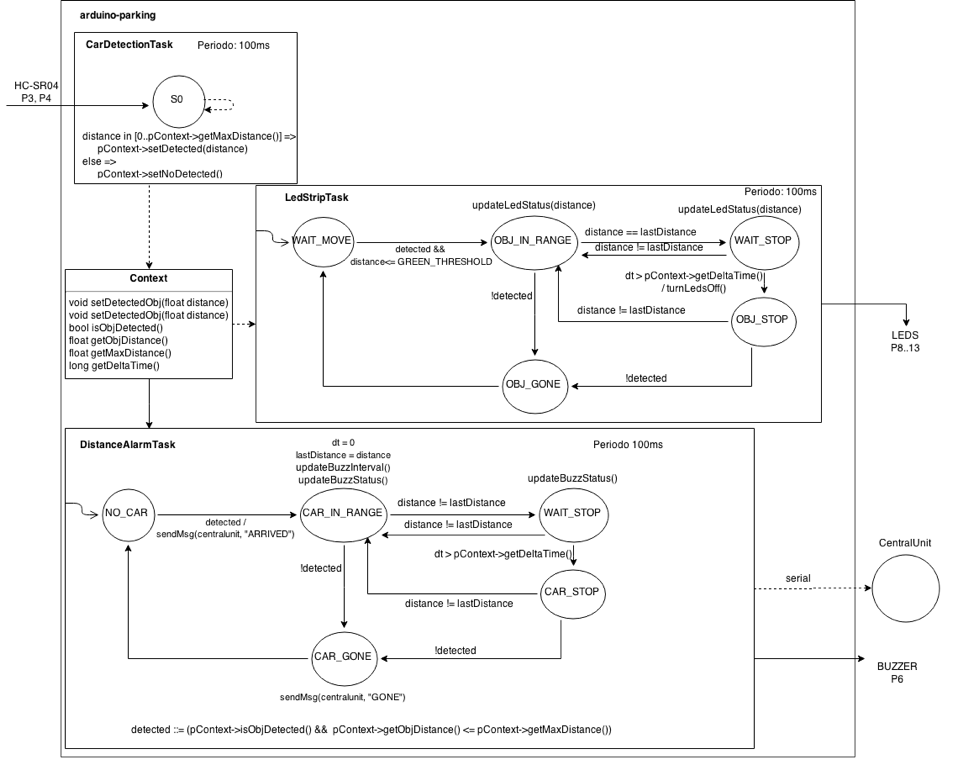 arduino-parking
CarDetectionTask
Periodo: 100ms
HC-SR04
P3, P4
S0
distance in [0..pContext->getMaxDistance()] =>
pContext->setDetected(distance)
else =>
pContext->setNoDetected()
LedStripTask
Periodo: 100ms
updateLedStatus(distance)
updateLedStatus(distance)
WAIT_MOVE
detected &&
distance<= GREEN_THRESHOLD
OBJ_IN_RANGE
distance == lastDistance
distance != lastDistance
WAIT_STOP
dt > pContext->getDeltaTime()
/ turnLedsOff()
!detected
distance != lastDistance
OBJ_STOP
OBJ_GONE
!detected
LEDS
P8..13
Context
void setDetectedObj(float distance)
void setDetectedObj(float distance)
bool isObjDetected()
float getObjDistance()
float getMaxDistance()
long getDeltaTime()
DistanceAlarmTask
Periodo 100ms
dt = 0
lastDistance = distance
updateBuzzInterval()
updateBuzzStatus()
updateBuzzStatus()
NO_CAR
detected /
sendMsg(centralunit, "ARRIVED")
CAR_IN_RANGE
distance != lastDistance
distance != lastDistance
WAIT_STOP
dt > pContext->getDeltaTime()
!detected
distance != lastDistance
CAR_STOP
CAR_GONE
!detected
sendMsg(centralunit, "GONE")
detected ::= (pContext->isObjDetected() && pContext->getObjDistance() <= pContext->getMaxDistance())
CentralUnit
serial
BUZZER
P6